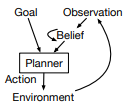 Goal Observation
Belief
Planner
Action
Environment